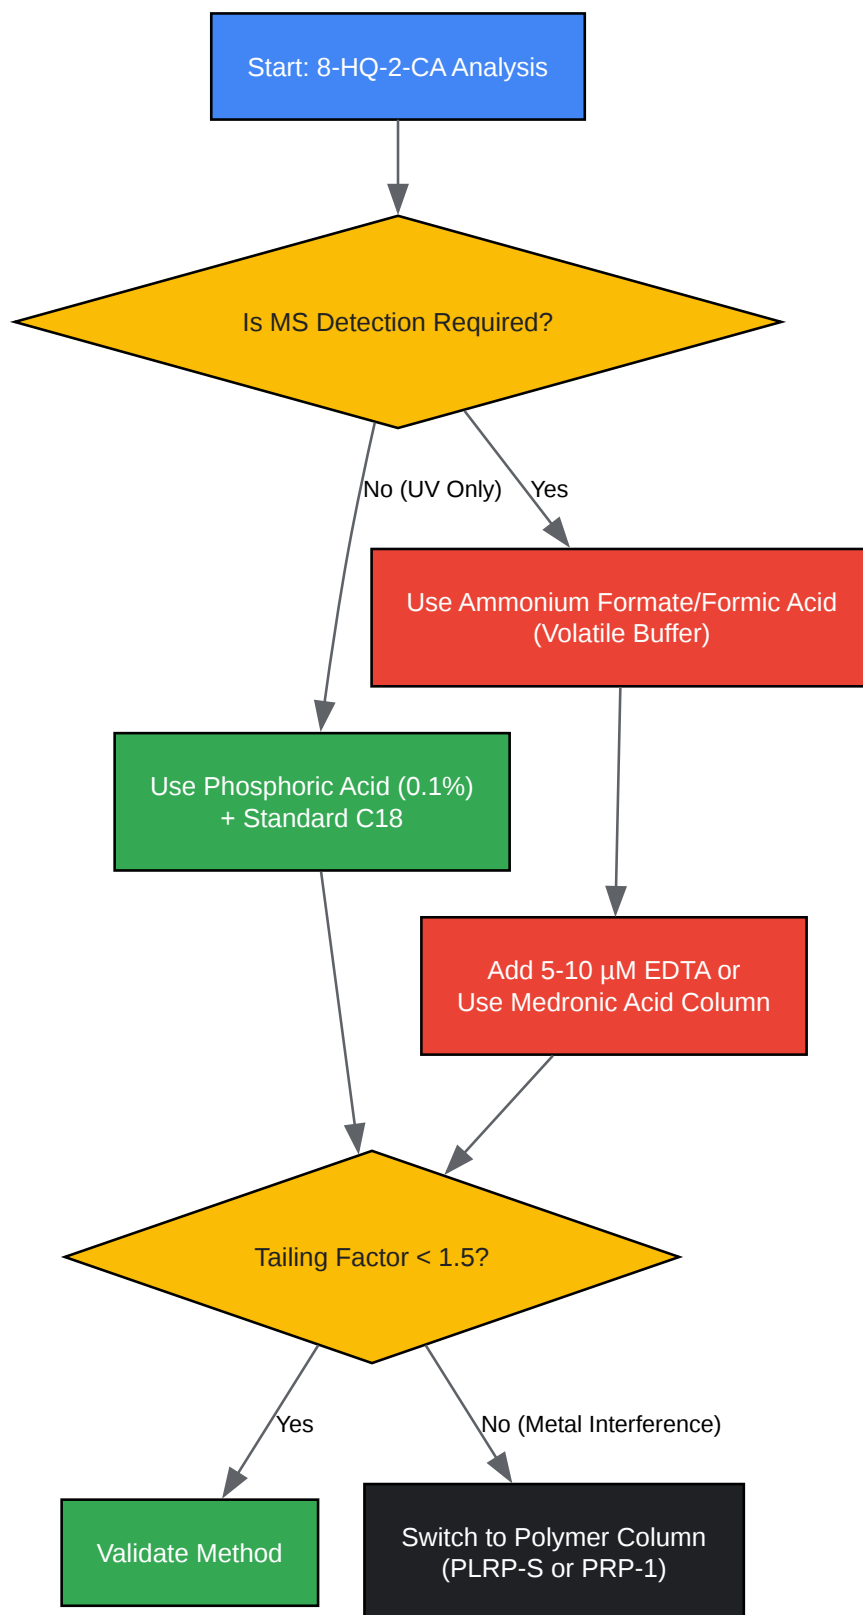 Start: 8-HQ-2-CA Analysis
Is MS Detection Required?
No (UV Only)
Yes
Use Ammonium Formate/Formic Acid
(Volatile Buffer)
Use Phosphoric Acid (0.1%)
+ Standard C18
Add 5-10 µM EDTA or
Use Medronic Acid Column
Tailing Factor < 1.5?
Yes
No (Metal Interference)
Validate Method
Switch to Polymer Column
(PLRP-S or PRP-1)